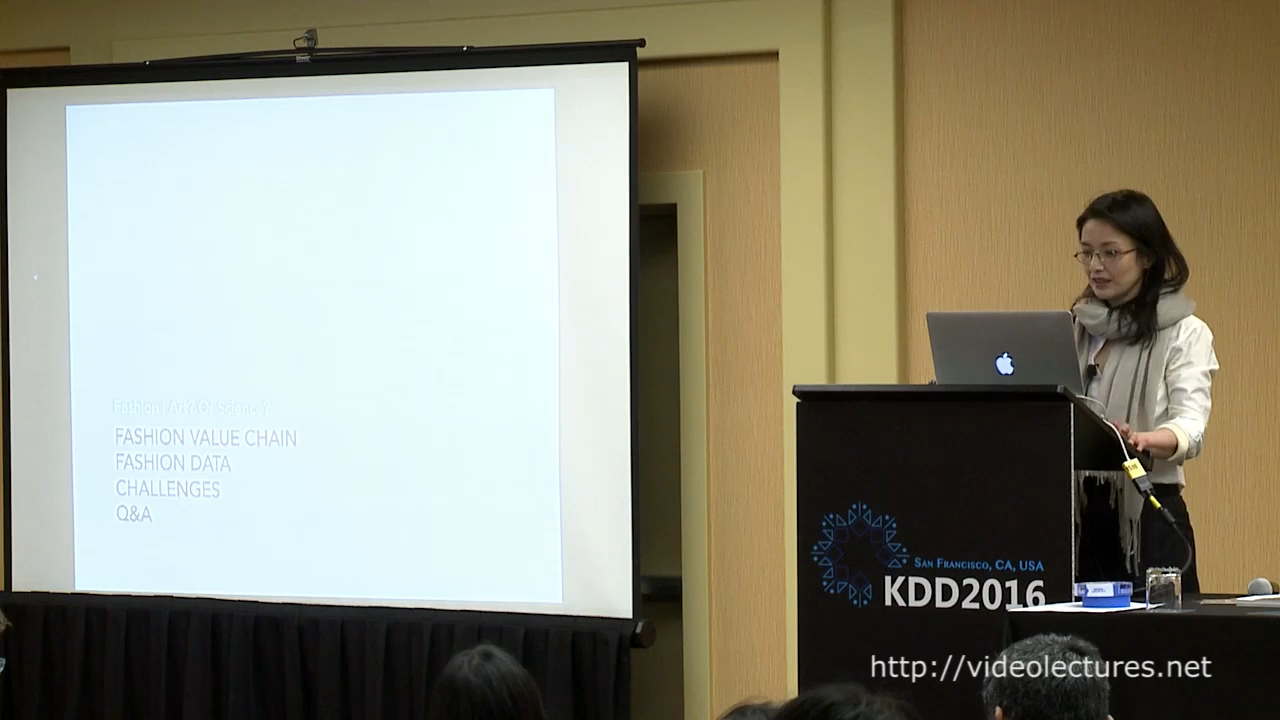 Fashion | Art? Or Science?
FASHION VALUE CHAIN
FASHION DATA
CHALLENGES
Q&A
SAN FRANCISCO, CA, USA
KDD2016
http://videolectures.net